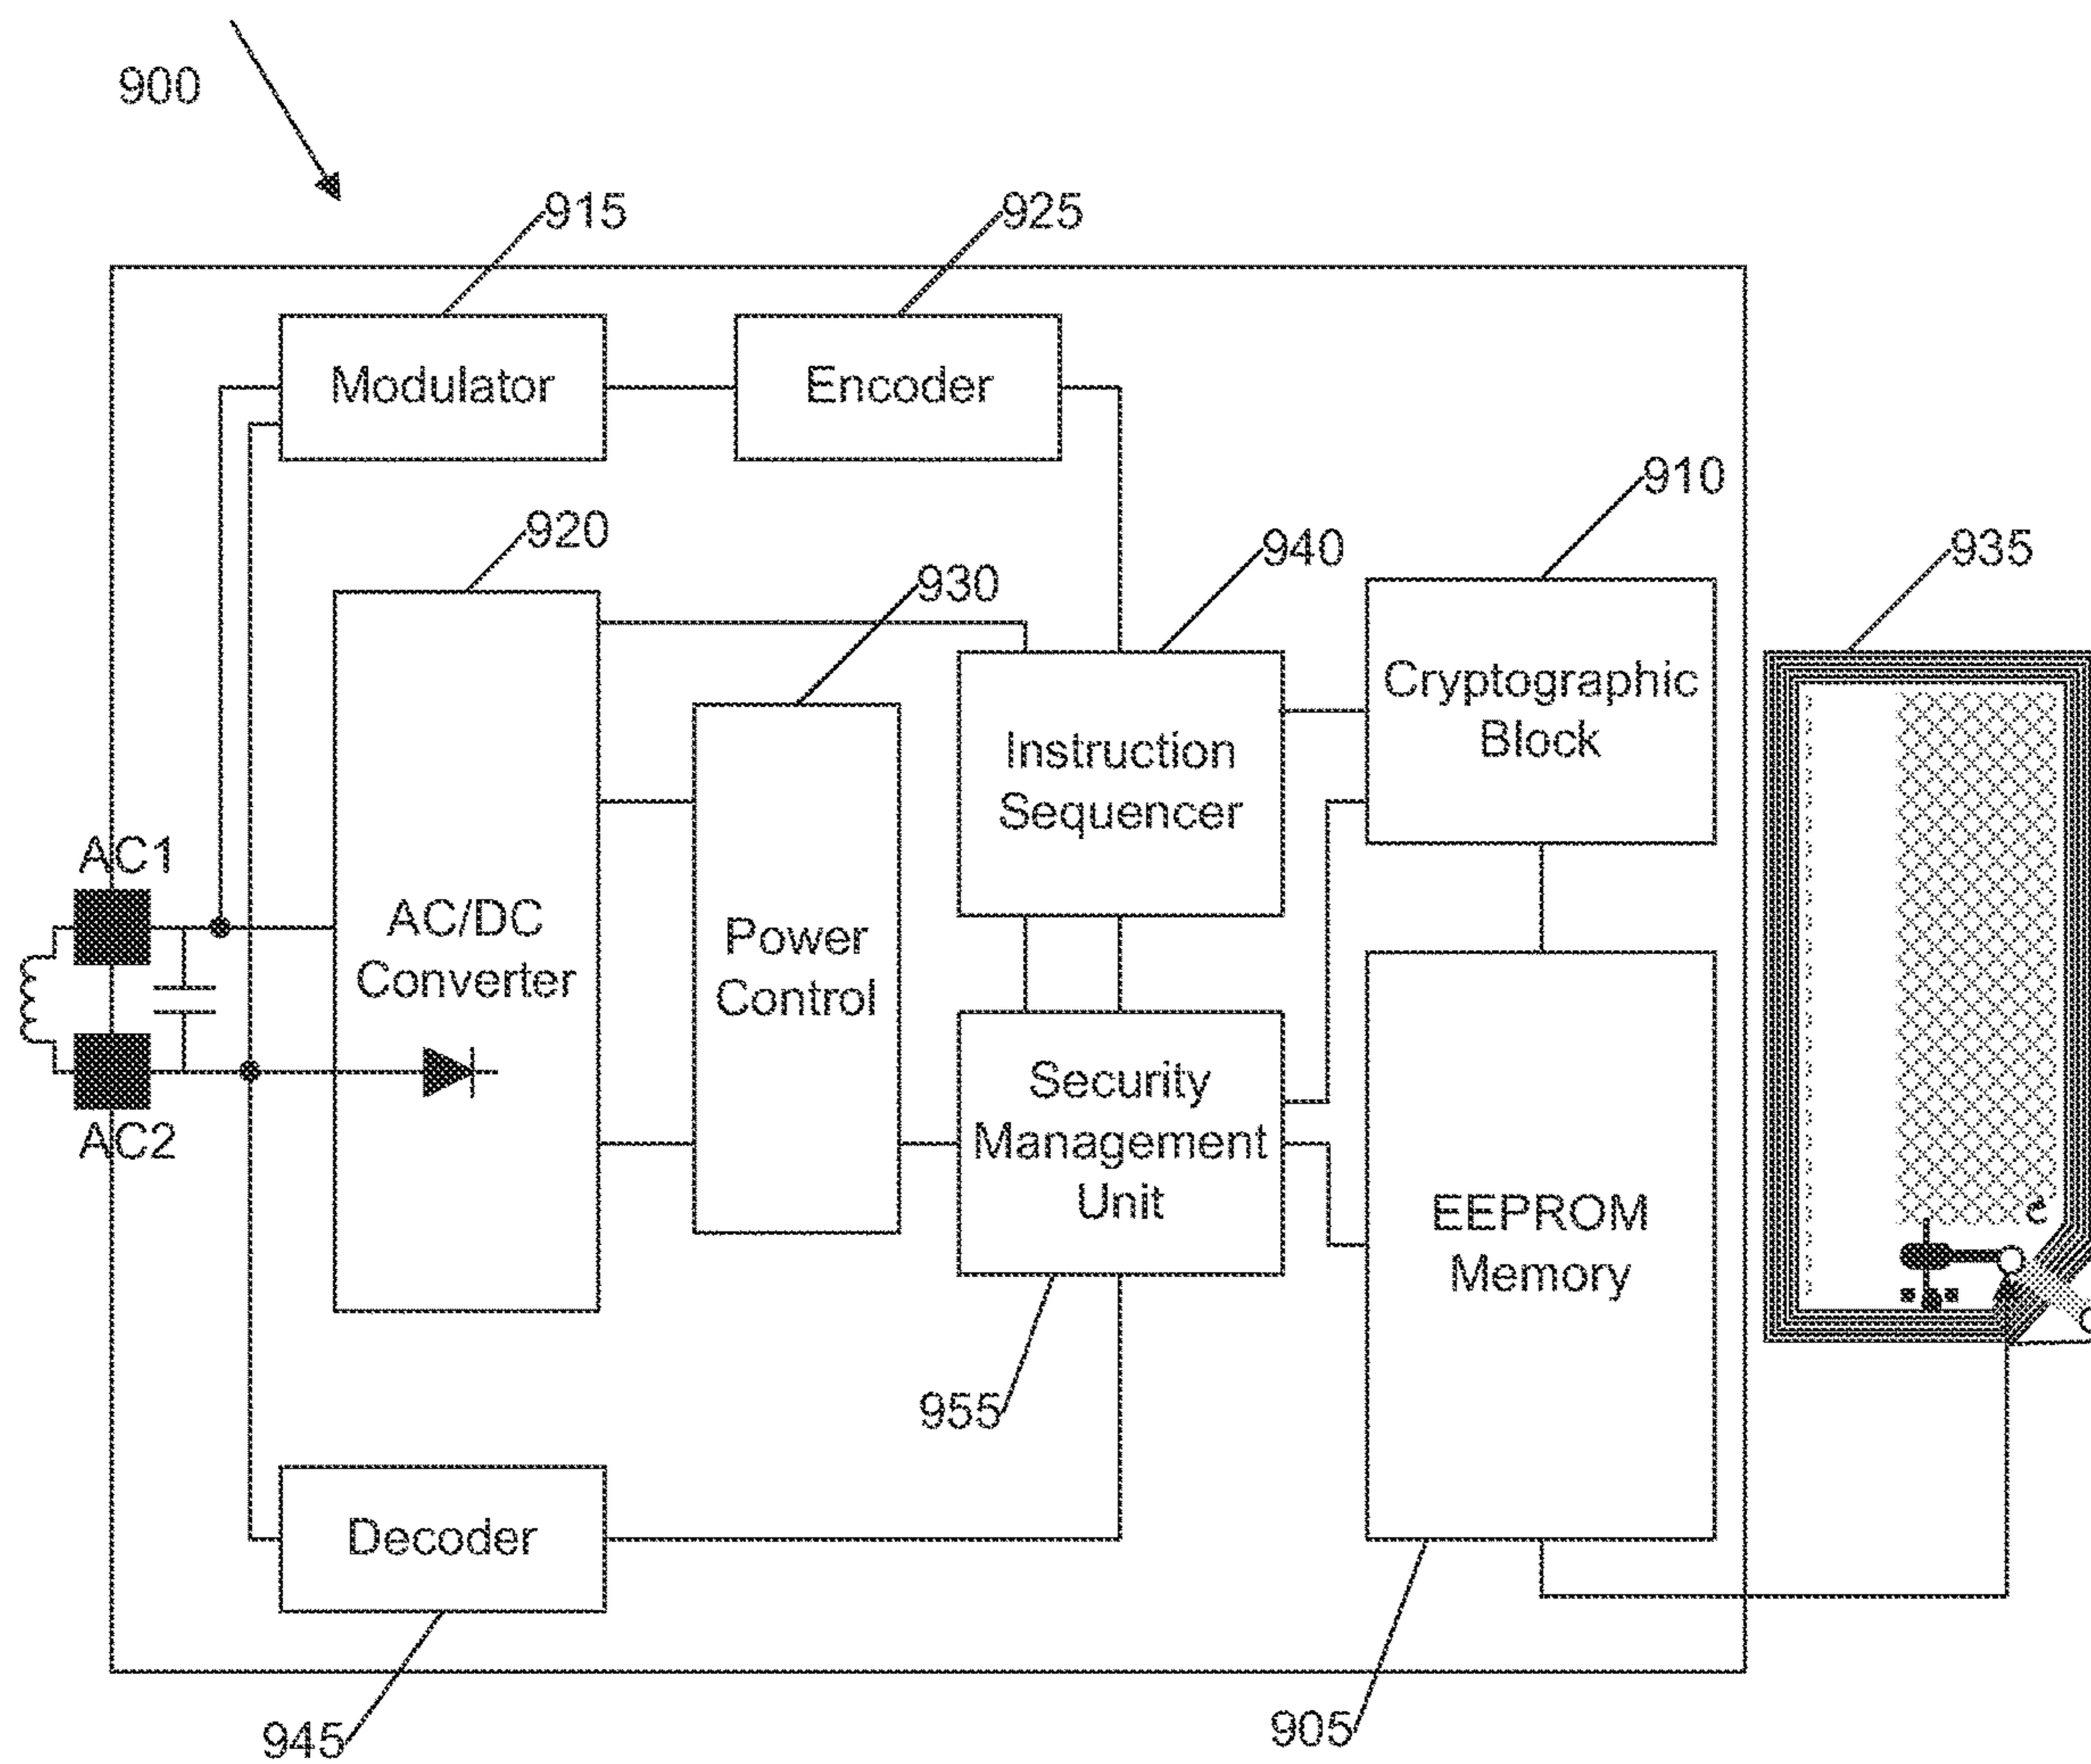 900
915
925
Modulator
Encoder
910
920
940
935
930
Cryptographic
Block
Instruction
Sequencer
AC1
AC/DC
Converter
Power
Control
Security
Management
Unit
AC2
EEPROM
Memory
955
Decoder
945
905